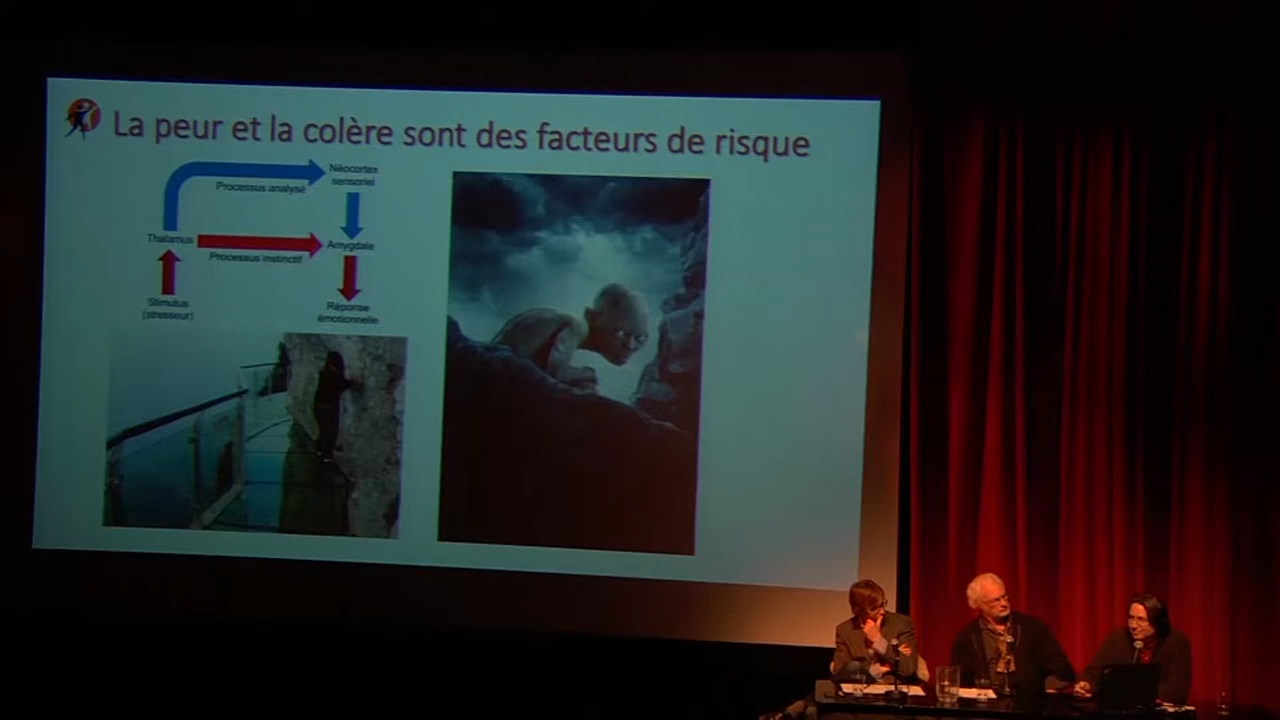 La peur et la colère sont des facteurs de risque
Néocortex
sensoriel
Processus analysé
Thalamus
Amygdale
Processus instinctif
Stimulus
(stresseur)
Réponse
émotionnelle